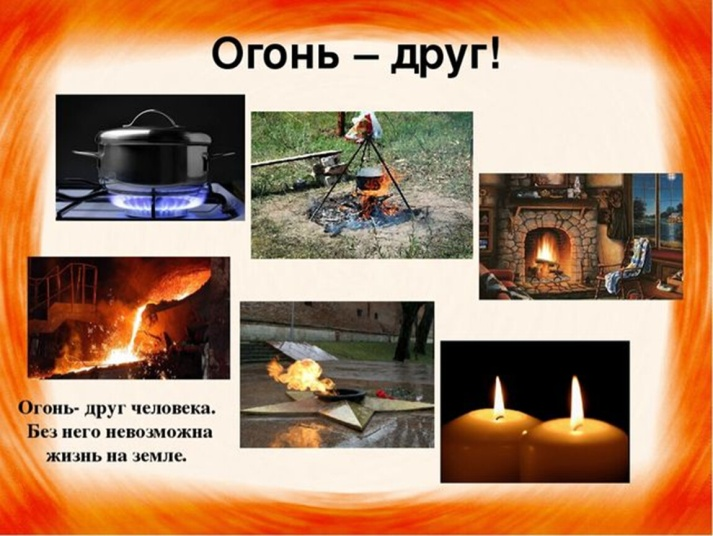 Огонь – друг!
Огонь- друг человека.
Без него невозможна
жизнь на земле.